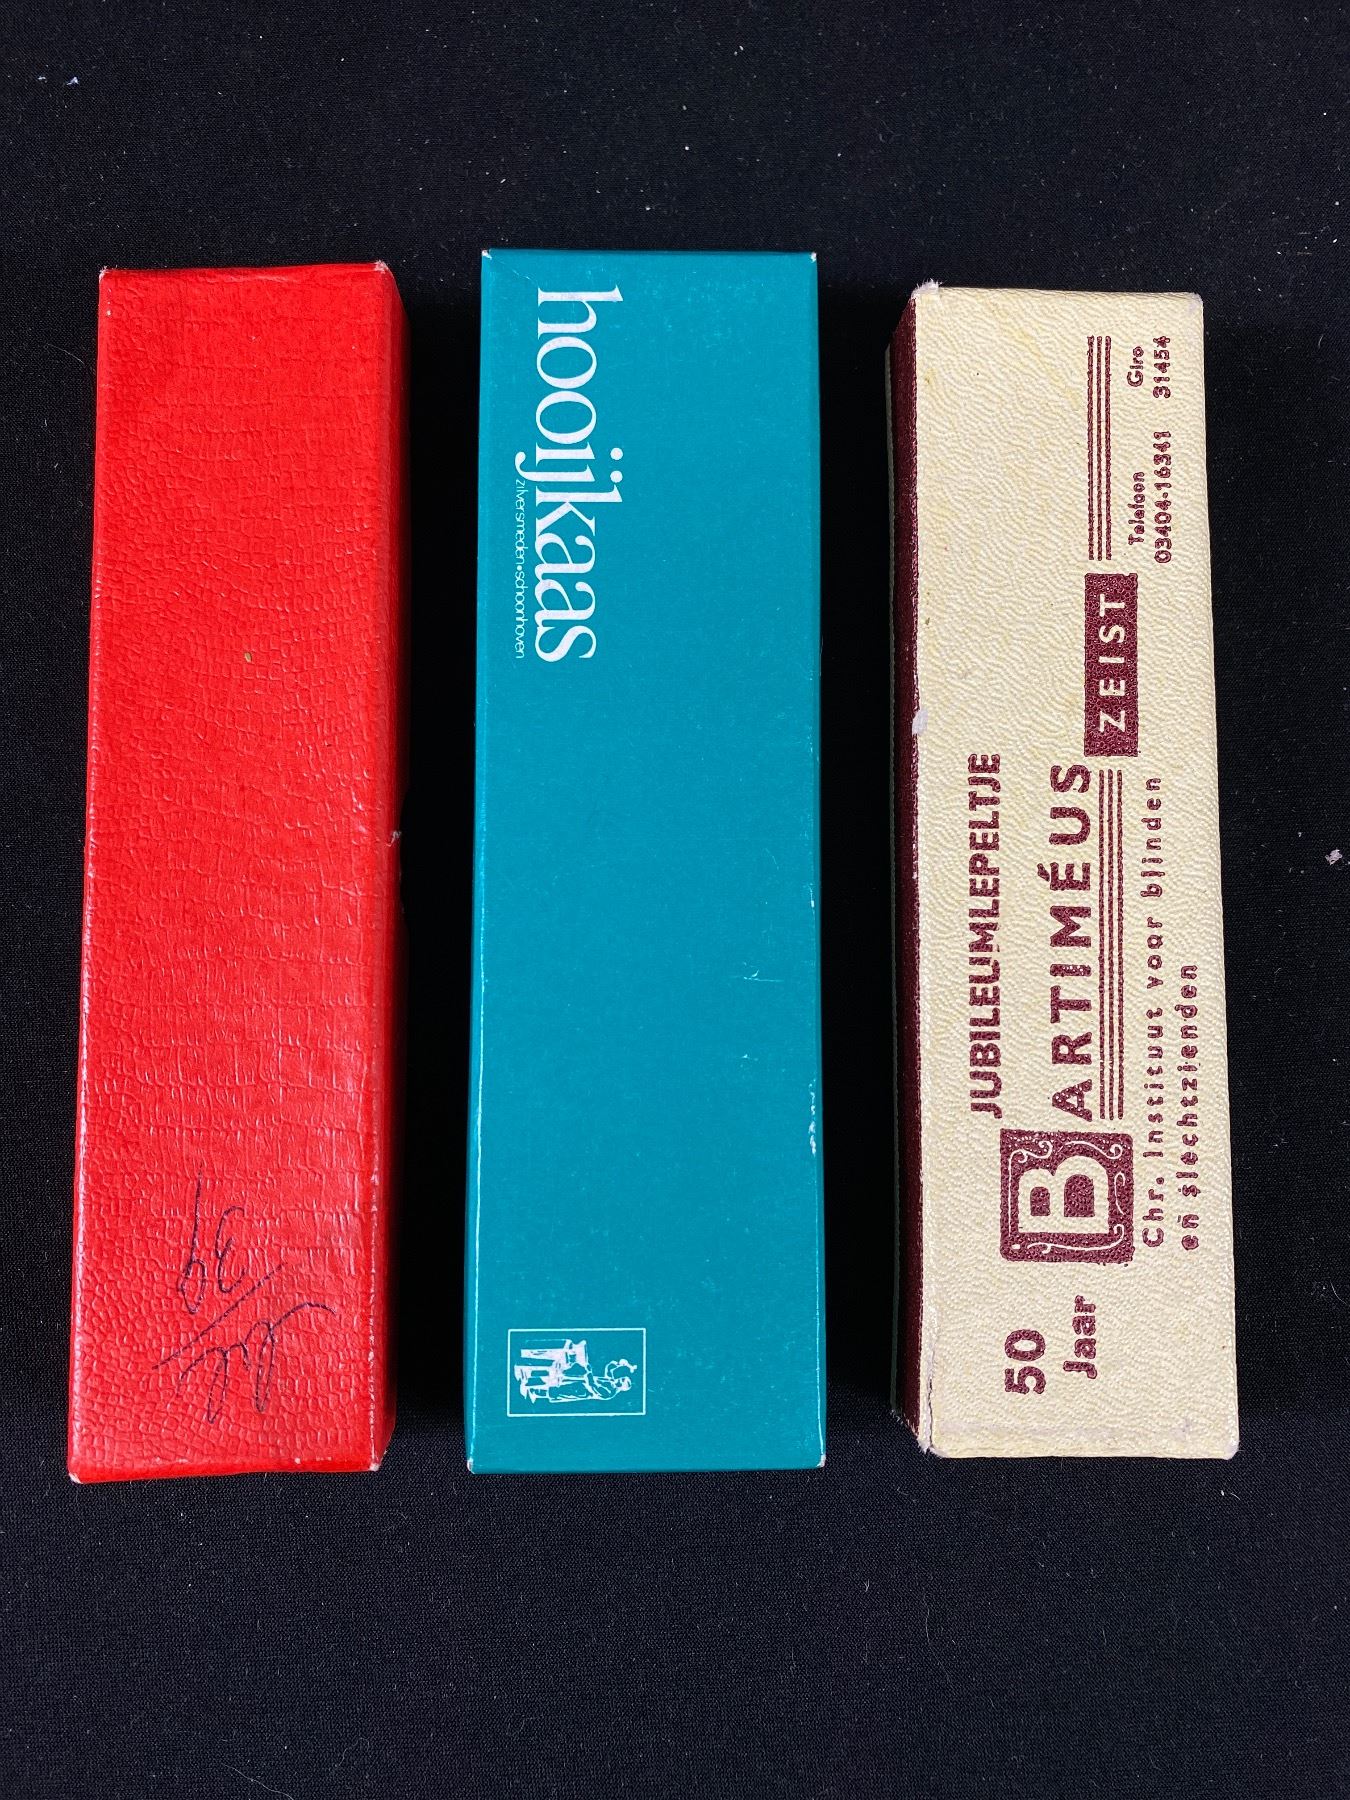 hooijkaas
zilversmeden•schoonhoven
50
Jaar
JUBILEUMLEPELTJE
BARTIMÉUS
ZEIST
Chr. Instituut voor blinden
en slechtzienden
Telefoon
03404-16341
Giro
31454